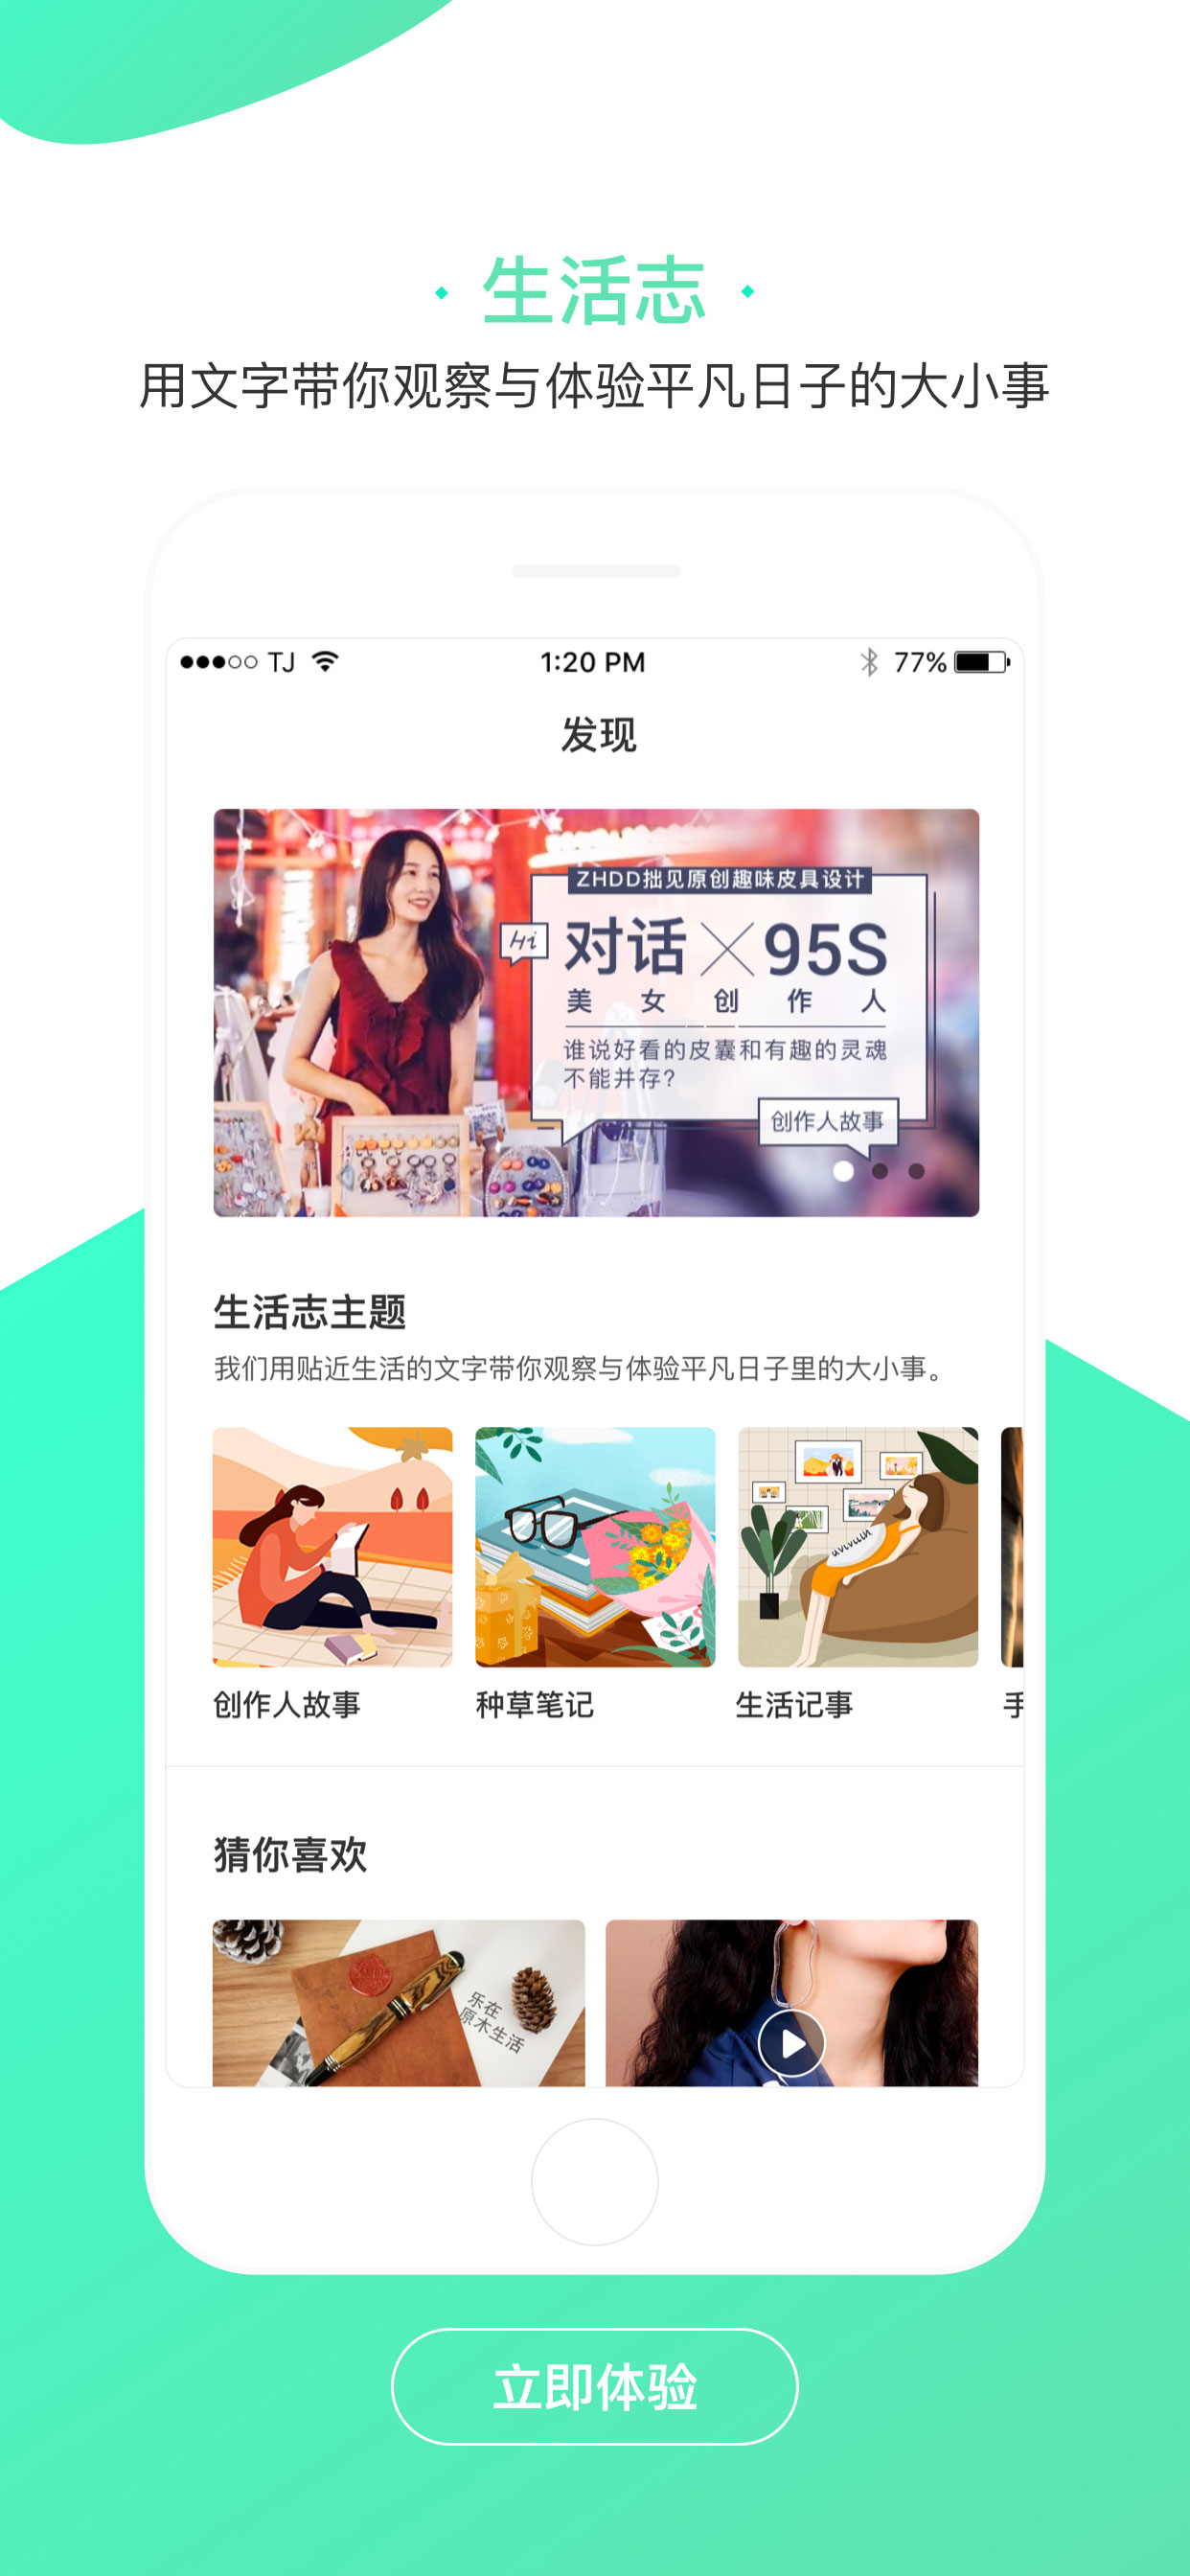 生活志
用文字带你观察与体验平凡日子的大小事
TJ 1:20 PM 77%
发现
ZHDD拙见原创趣味皮具设计
Hi
对话×95S
美女创作人
谁说好看的皮囊和有趣的灵魂
不能并存?
创作人故事
生活志主题
我们用贴近生活的文字带你观察与体验平凡日子里的大小事。
创作人故事 种草笔记 生活记事 手
猜你喜欢
乐在
原木生活
立即体验